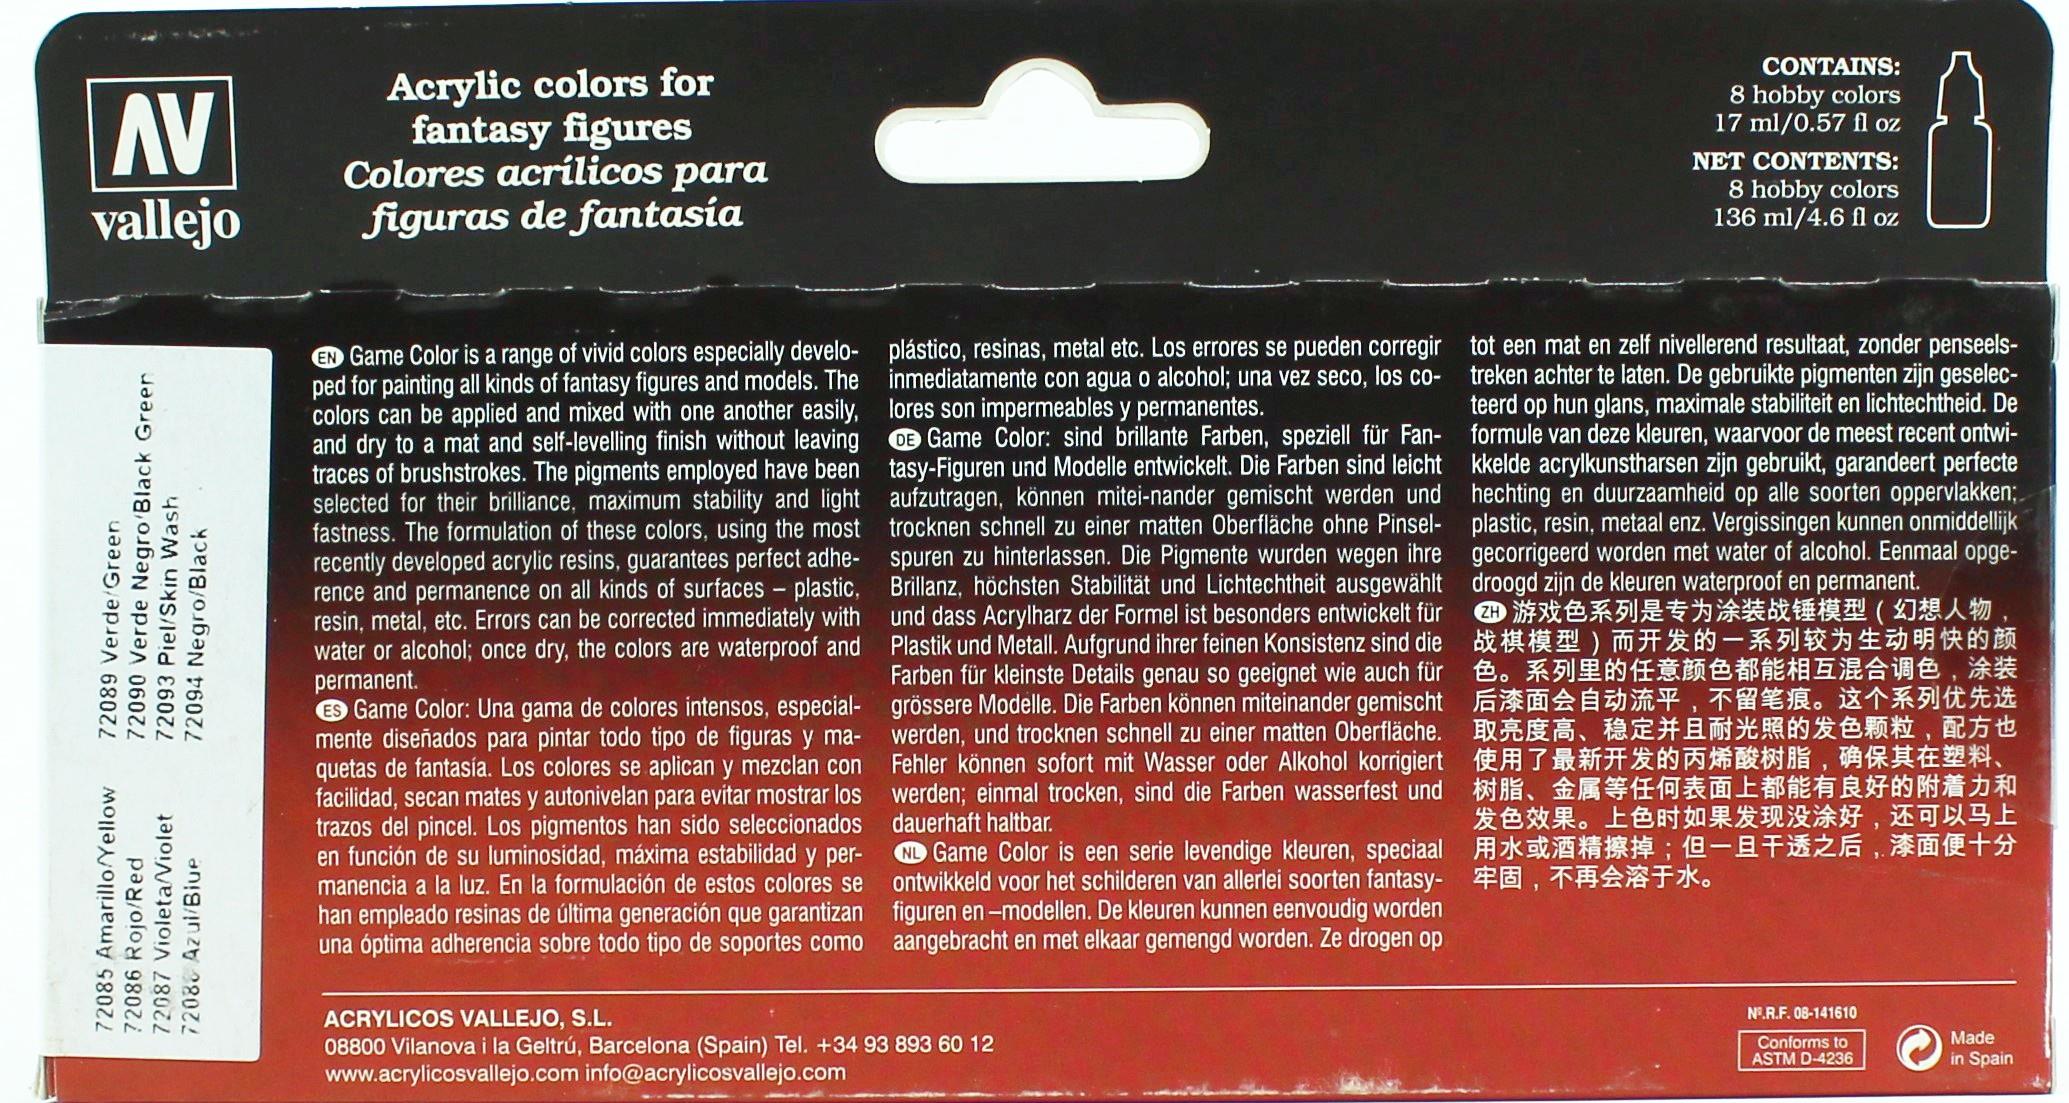 AV
vallejo
Acrylic colors for
fantasy figures
Colores acrílicos para
figuras de fantasía
CONTAINS:
8 hobby colors
17 ml/0.57 fl oz
NET CONTENTS:
8 hobby colors
136 ml/4.6 fl oz
72085 Amarillo/Yellow
72086 Rojo/Red
72087 Violeta/Violet
Azul/Blue
72089 Verde/Green
72090 Verde Negro/Black Green
72093 Piel/Skin Wash
72094 Negro/Black
EN Game Color is a range of vivid colors especially develo-
ped for painting all kinds of fantasy figures and models. The
colors can be applied and mixed with one another easily,
and dry to a mat and self-levelling finish without leaving
traces of brushstrokes. The pigments employed have been
selected for their brilliance, maximum stability and light
fastness. The formulation of these colors, using the most
recently developed acrylic resins, guarantees perfect adhe-
rence and permanence on all kinds of surfaces – plastic,
resin, metal, etc. Errors can be corrected immediately with
water or alcohol; once dry, the colors are waterproof and
permanent.
ES Game Color: Una gama de colores intensos, especial-
mente diseñados para pintar todo tipo de figuras y ma-
quetas de fantasía. Los colores se aplican y mezclan con
facilidad, secan mates y autonivelan para evitar mostrar los
trazos del pincel. Los pigmentos han sido seleccionados
en función de su luminosidad, máxima estabilidad y per-
manencia a la luz. En la formulación de estos colores se
han empleado resinas de última generación que garantizan
una óptima adherencia sobre todo tipo de soportes como
plástico, resinas, metal etc. Los errores se pueden corregir
inmediatamente con agua o alcohol; una vez seco, los co-
lores son impermeables y permanentes.
DE Game Color: sind brillante Farben, speziell für Fan-
tasy-Figuren und Modelle entwickelt. Die Farben sind leicht
aufzutragen, können mitei-nander gemischt werden und
trocknen schnell zu einer matten Oberfläche ohne Pinsel-
spuren zu hinterlassen. Die Pigmente wurden wegen ihre
Brillanz, höchsten Stabilität und Lichtechtheit ausgewählt
und dass Acrylharz der Formel ist besonders entwickelt für
Plastik und Metall. Aufgrund ihrer feinen Konsistenz sind die
Farben für kleinste Details genau so geeignet wie auch für
grössere Modelle. Die Farben können miteinander gemischt
werden, und trocknen schnell zu einer matten Oberfläche.
Fehler können sofort mit Wasser oder Alkohol korrigiert
werden; einmal trocken, sind die Farben wasserfest und
dauerhaft haltbar.
NL Game Color is een serie levendige kleuren, speciaal
ontwikkeld voor het schilderen van allerlei soorten fantasy-
figuren en –modellen. De kleuren kunnen eenvoudig worden
aangebracht en met elkaar gemengd worden. Ze drogen op
tot een mat en zelf nivellerend resultaat, zonder penseels-
treken achter te laten. De gebruikte pigmenten zijn geselec-
teerd op hun glans, maximale stabiliteit en lichtechtheid. De
formule van deze kleuren, waarvoor de meest recent ontwi-
kkelde acrylkunstharsen zijn gebruikt, garandeert perfecte
hechting en duurzaamheid op alle soorten oppervlakken;
plastic, resin, metaal enz. Vergissingen kunnen onmiddellijk
gecorrigeerd worden met water of alcohol. Eenmaal opge-
droogd zijn de kleuren waterproof en permanent.
ZH 游戏色系列是专为涂装战锤模型（幻想人物，
战棋模型）而开发的一系列较为生动明快的颜
色。系列里的任意颜色都能相互混合调色，涂装
后漆面会自动流平，不留笔痕。这个系列优先选
取亮度高、稳定并且耐光照的发色颗粒，配方也
使用了最新开发的丙烯酸树脂，确保其在塑料、
树脂、金属等任何表面上都能有良好的附着力和
发色效果。上色时如果发现没涂好，还可以马上
用水或酒精擦掉；但一旦干透之后，漆面便十分
牢固，不再会溶于水。
ACRYLICOS VALLEJO, S.L.
08800 Vilanova i la Geltrú, Barcelona (Spain) Tel. +34 93 893 60 12
www.acrylicosvallejo.com info@acrylicosvallejo.com
Nº.R.F. 08-141610
Conforms to
ASTM D-4236
Made
in Spain